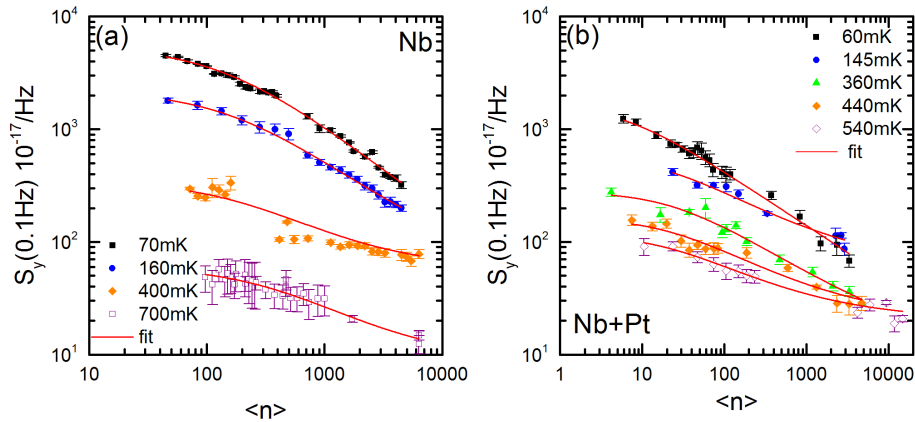 (a) Nb
S_y(0.1Hz) 10^-17/Hz
10^4
10^3
10^2
10^1
70mK
160mK
400mK
700mK
fit
10 100 1000 10000
<n>
(b)
60mK
145mK
360mK
440mK
540mK
fit
S_y(0.1Hz) 10^-17/Hz
10^4
10^3
10^2
10^1
Nb+Pt
1 10 100 1000 10000
<n>